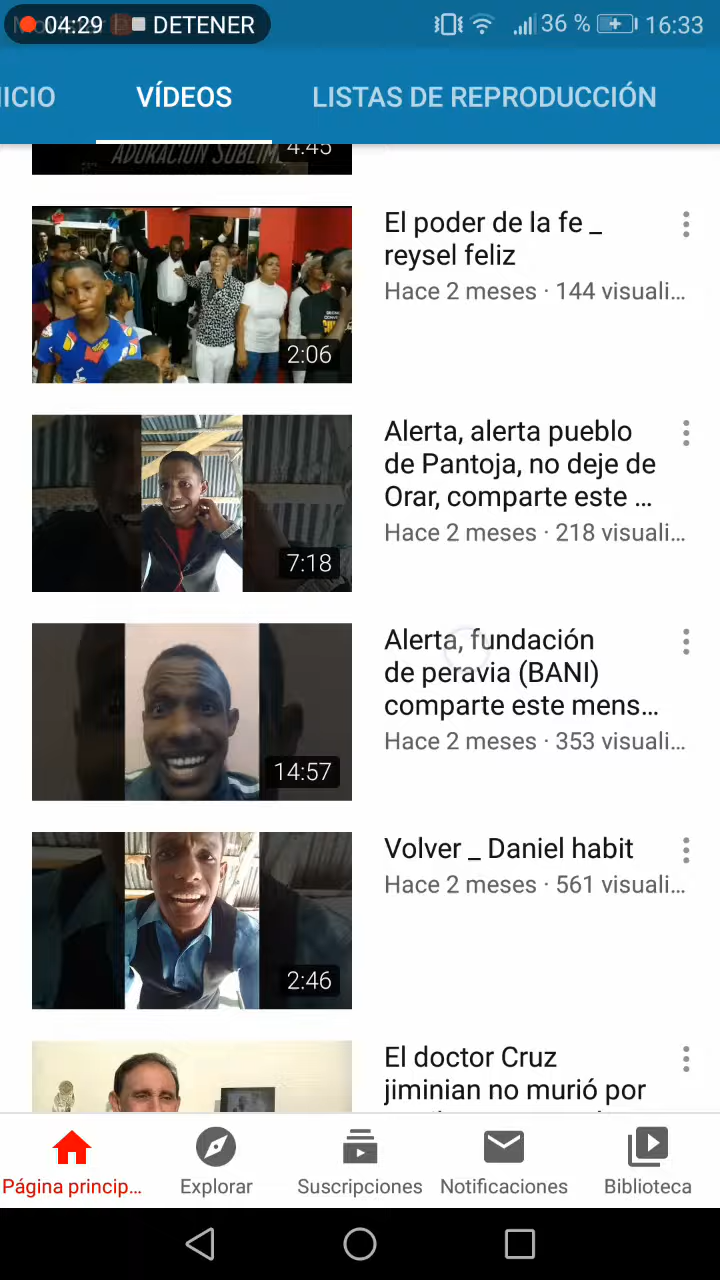 04:29 DETENER 36 % 16:33
ICIO VÍDEOS LISTAS DE REPRODUCCIÓN
ADORACION SUBLIM 4:45
El poder de la fe _
reysel feliz
Hace 2 meses · 144 visuali...
2:06
Alerta, alerta pueblo
de Pantoja, no deje de
Orar, comparte este ...
Hace 2 meses · 218 visuali...
7:18
Alerta, fundación
de peravia (BANI)
comparte este mens...
Hace 2 meses · 353 visuali...
14:57
Volver _ Daniel habit
Hace 2 meses · 561 visuali...
2:46
El doctor Cruz
jiminian no murió por
Página princip... Explorar Suscripciones Notificaciones Biblioteca